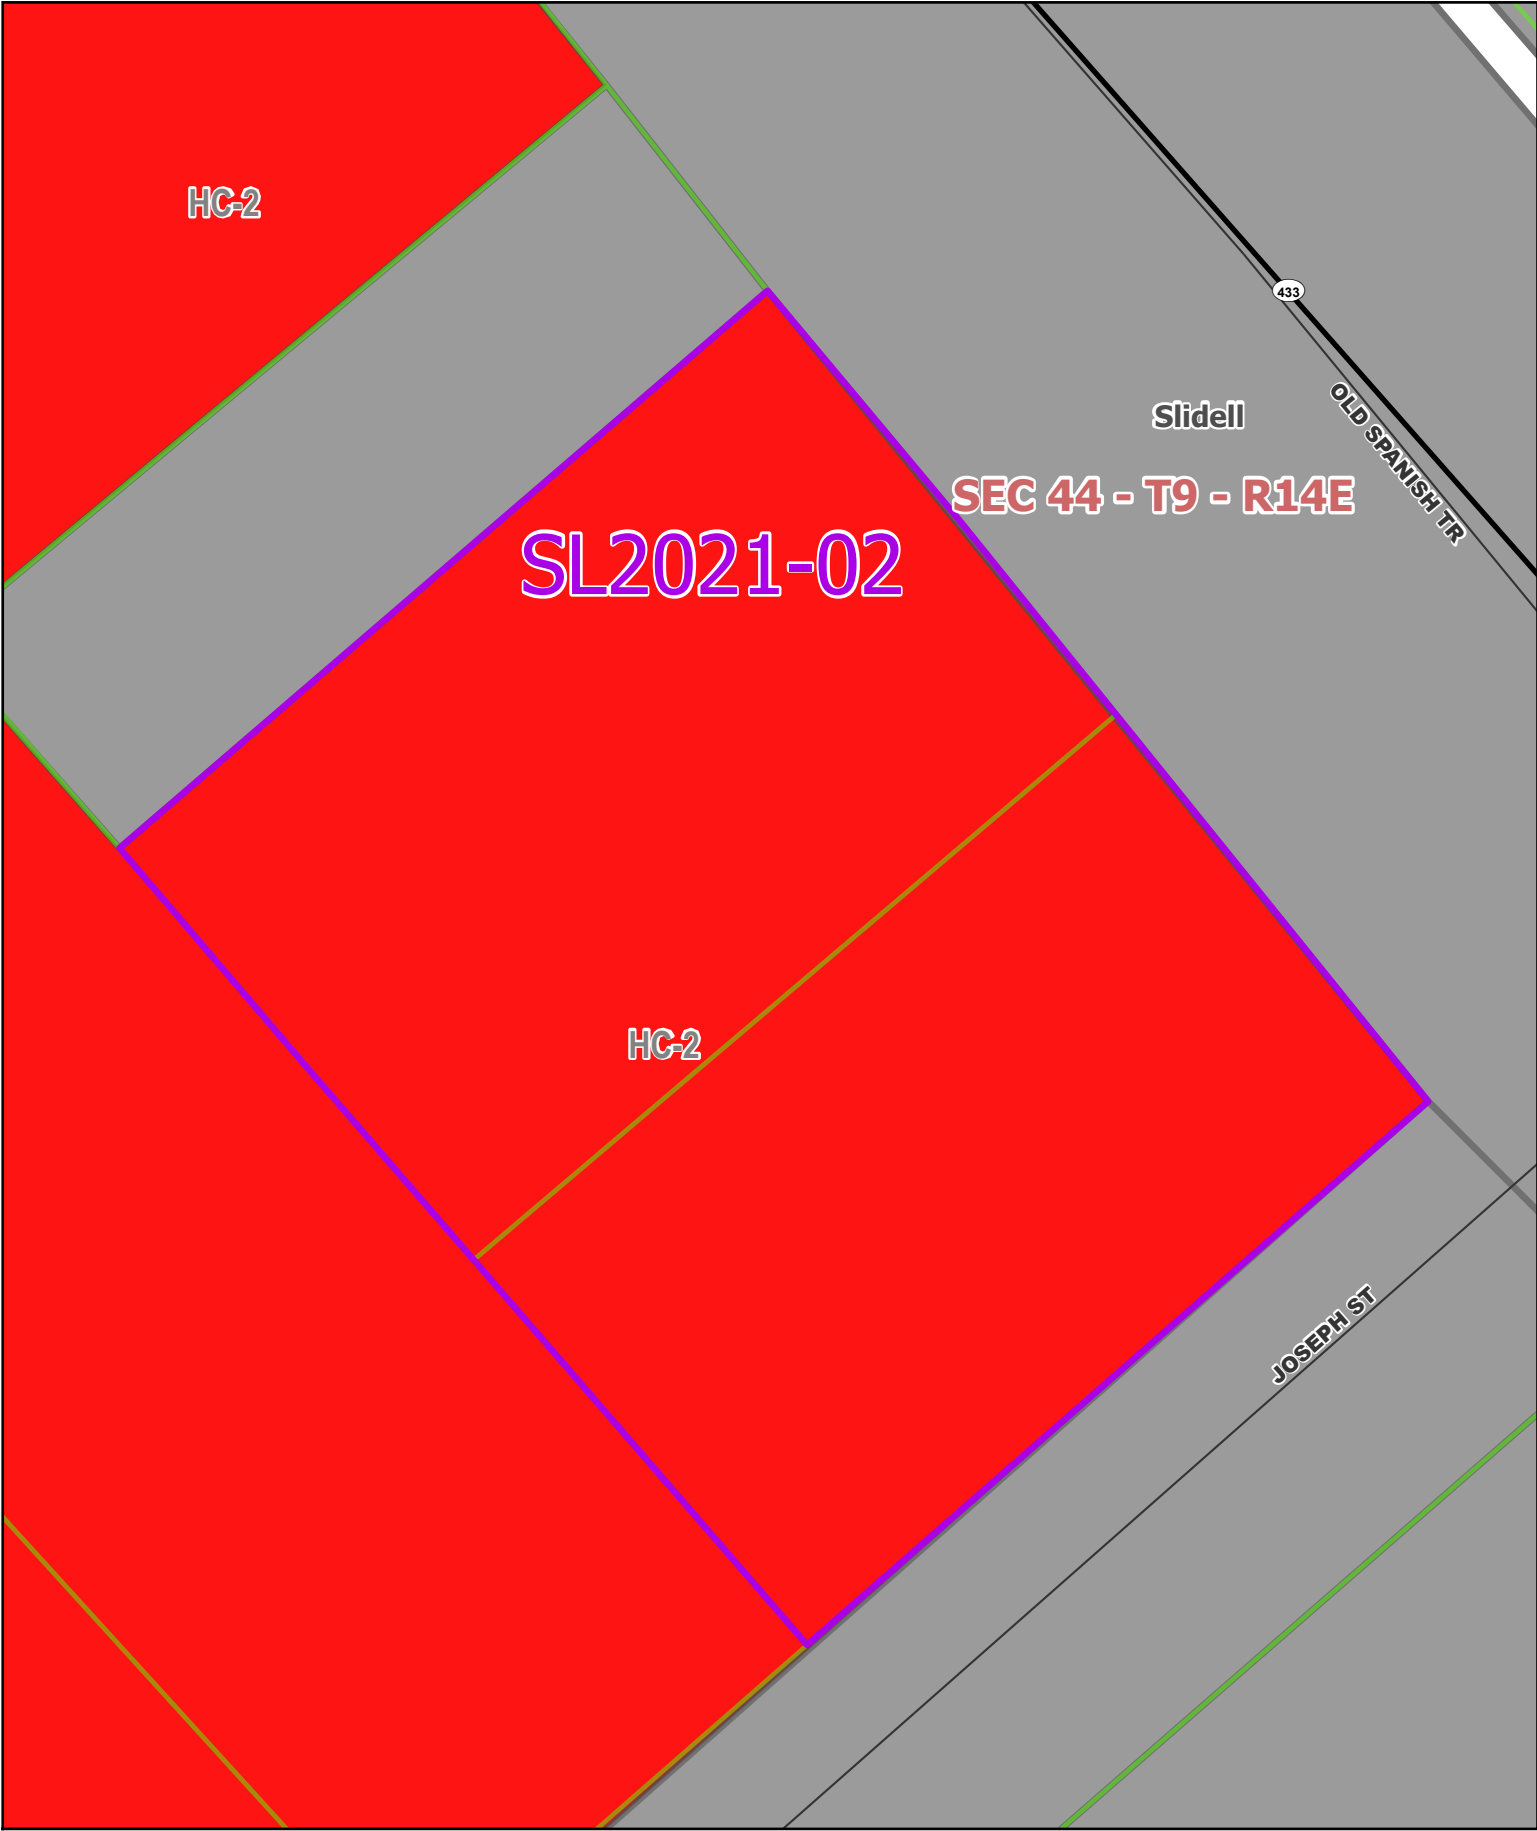 HC-2
433
OLD SPANISH TR
Slidell
SEC 44 - T9 - R14E
SL2021-02
HC-2
JOSEPH ST